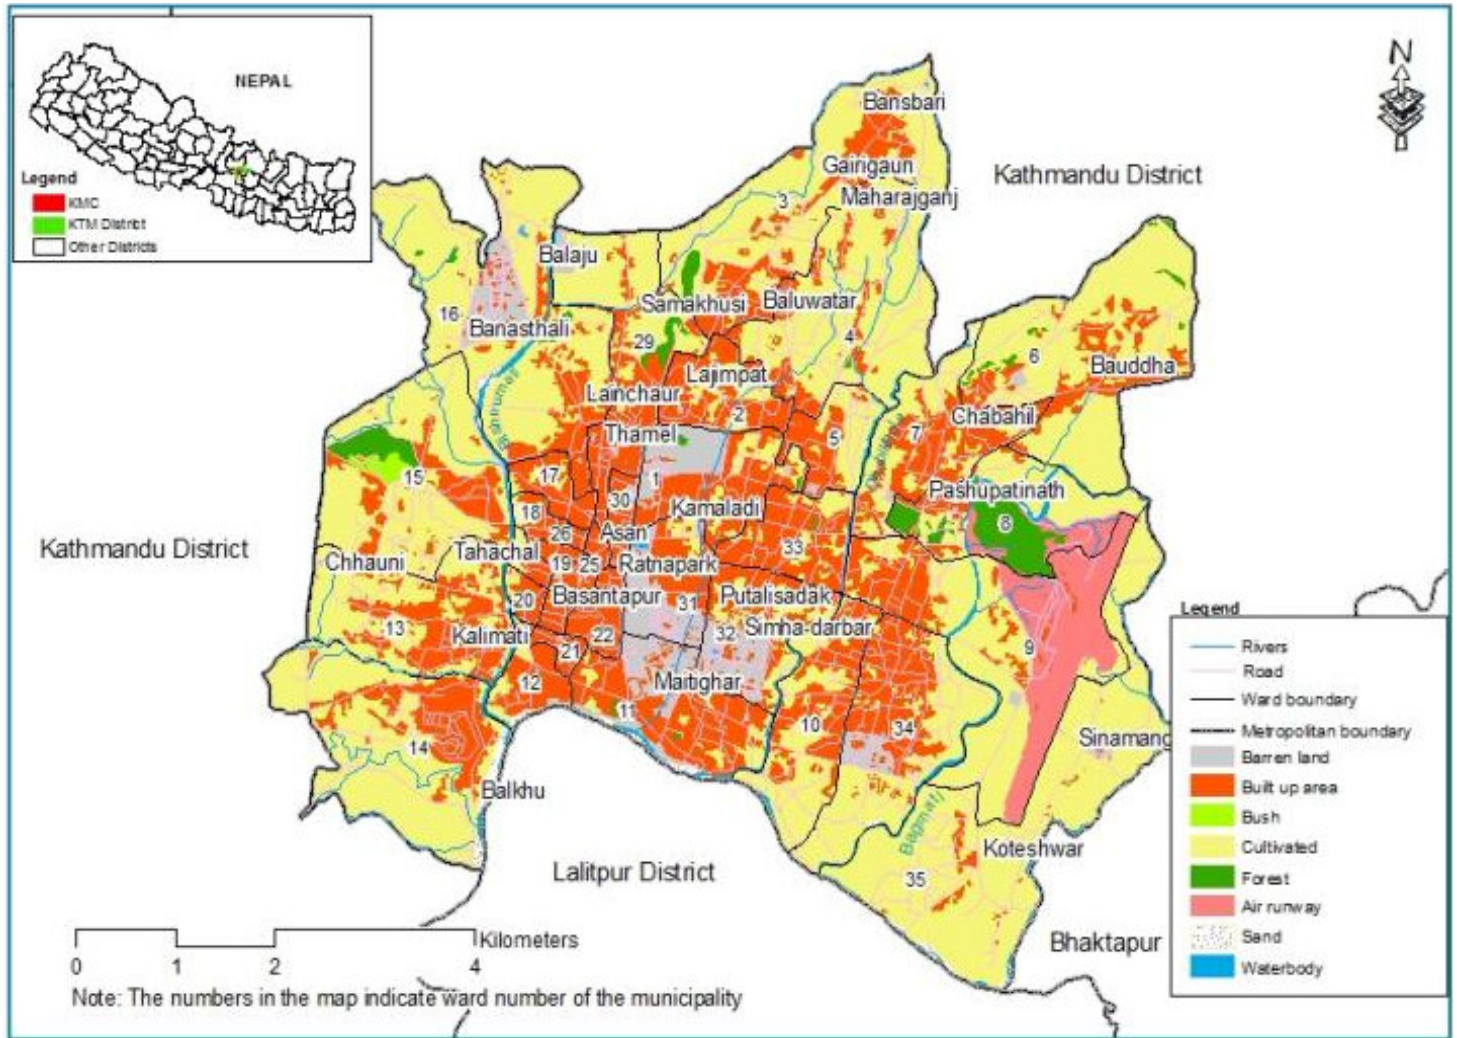 NEPAL
Legend
KMC
KTM District
Other Districts
N
Kathmandu District
Bansbari
Gairigaun
3
Maharajganj
Balaju
Samakhusi
Baluwatar
16
Banasthali
29
4
6
Bauddha
Lajimpat
Lainchaur
2
Chabahil
Thamel
5
7
15
17
1
Pashupatinath
30
Kamaladi
18
8
Kathmandu District
Asan
26
33
Chhauni
Tahachal
19
25
Ratnapark
20
Basantapur
31
Putalisadak
13
Kalimati
22
32
Simha-darbar
21
9
12
Maitighar
11
10
34
14
Sinamang
Balkhu
Koteshwar
Lalitpur District
35
Bhaktapur
Legend
Rivers
Road
Ward boundary
Metropolitan boundary
Barren land
Built up area
Bush
Cultivated
Forest
Air runway
Sand
Waterbody
Kilometers
0 1 2 4
Note: The numbers in the map indicate ward number of the municipality